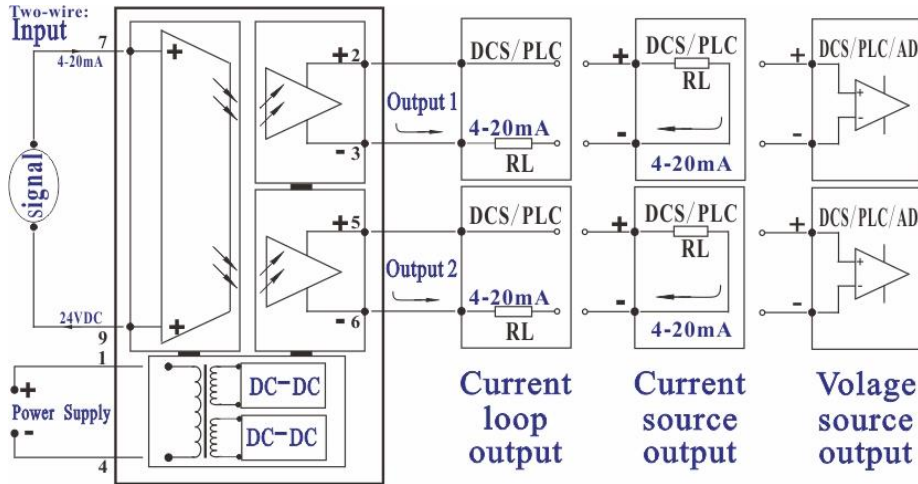 Two-wire:
Input
7
4-20mA
+
signal
24VDC
+
9
1
+
Power Supply
-
4
+ 2
- 3
+ 5
- 6
DC-DC
DC-DC
Output 1
Output 2
DCS/PLC
4-20mA
RL
DCS/PLC
4-20mA
RL
Current
loop
output
+
DCS/PLC
RL
-
4-20mA
+
DCS/PLC
RL
-
4-20mA
Current
source
output
DCS/PLC/AD
+
+
-
-
DCS/PLC/AD
+
+
-
-
Volage
source
output